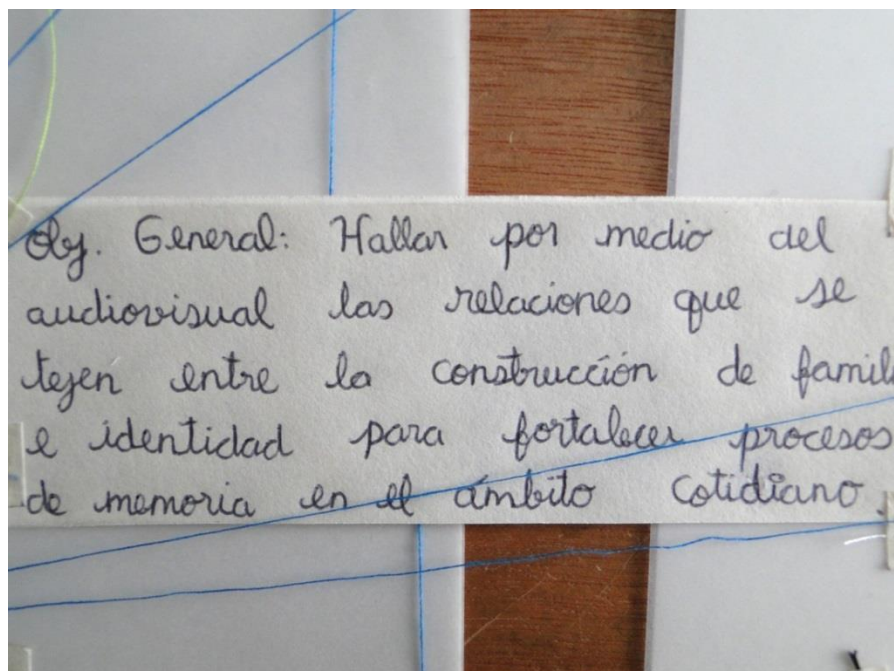 Obj. General: Hallar por medio del
audiovisual las relaciones que se
tejen entre la construcción de famili
e identidad para fortalecer procesos
de memoria en el ámbito cotidiano.